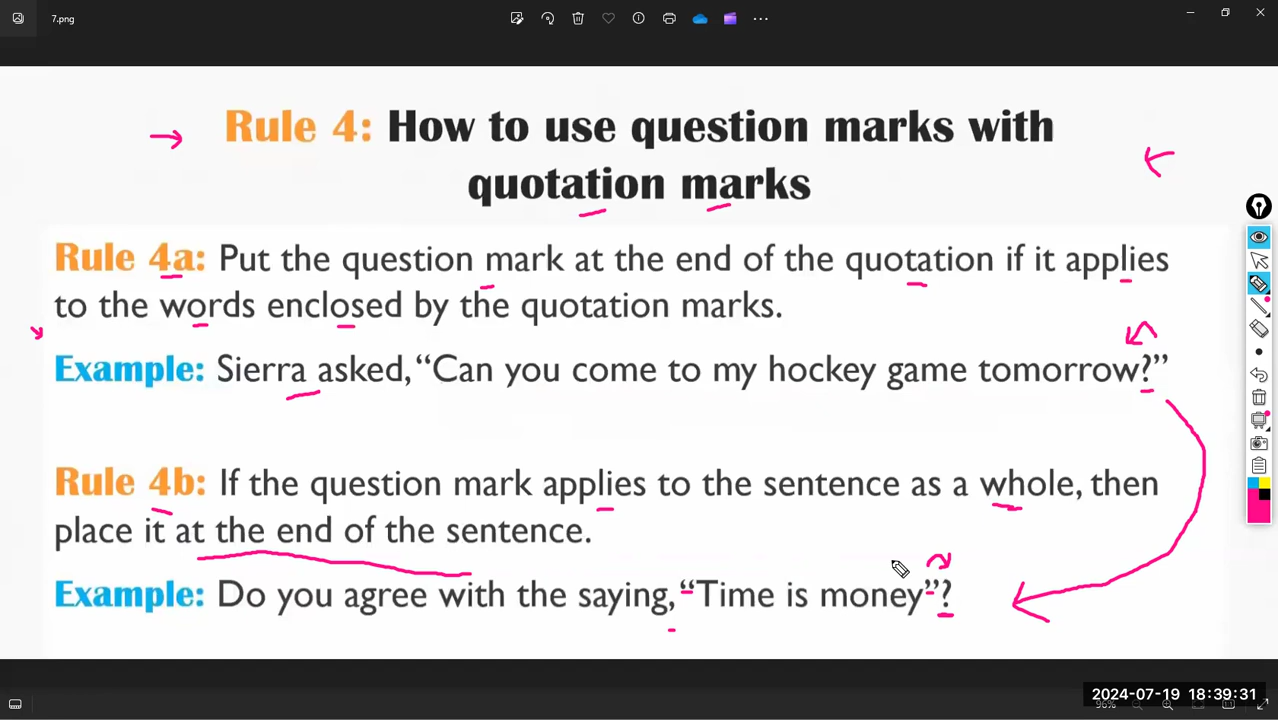 7.png
Rule 4: How to use question marks with
quotation marks
Rule 4a: Put the question mark at the end of the quotation if it applies
to the words enclosed by the quotation marks.
Example: Sierra asked, “Can you come to my hockey game tomorrow?”
Rule 4b: If the question mark applies to the sentence as a whole, then
place it at the end of the sentence.
Example: Do you agree with the saying, “Time is money”?
2024-07-19 18:39:31
96%